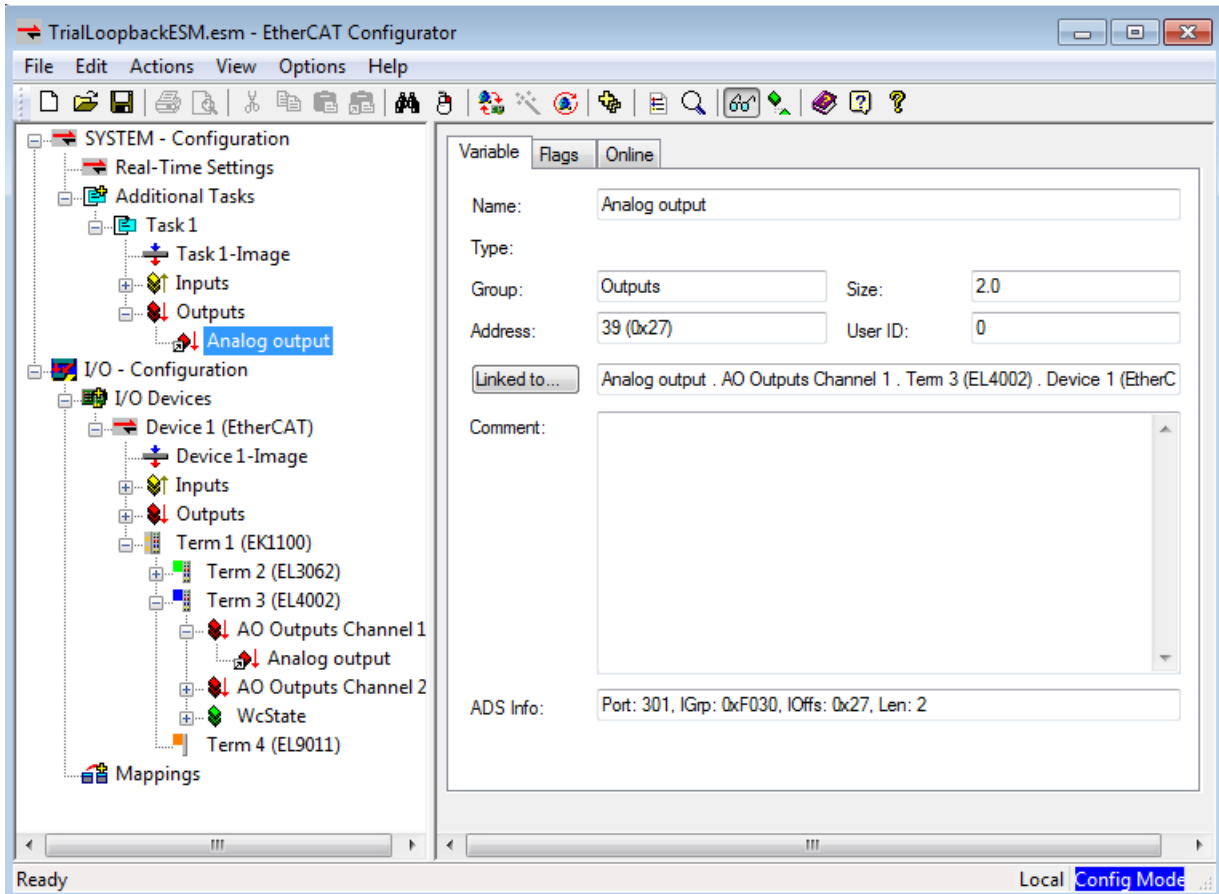 TrialLoopbackESM.esm - EtherCAT Configurator
File Edit Actions View Options Help
SYSTEM - Configuration
Real-Time Settings
Additional Tasks
Task 1
Task 1-Image
Inputs
Outputs
Analog output
I/O - Configuration
I/O Devices
Device 1 (EtherCAT)
Device 1-Image
Inputs
Outputs
Term 1 (EK1100)
Term 2 (EL3062)
Term 3 (EL4002)
AO Outputs Channel 1
Analog output
AO Outputs Channel 2
WcState
Term 4 (EL9011)
Mappings
Variable Flags Online
Name: Analog output
Type:
Group: Outputs Size: 2.0
Address: 39 (0x27) User ID: 0
Linked to... Analog output . AO Outputs Channel 1 . Term 3 (EL4002) . Device 1 (EtherC
Comment:
ADS Info: Port: 301, IGrp: 0xF030, IOffs: 0x27, Len: 2
Ready Local Config Mode